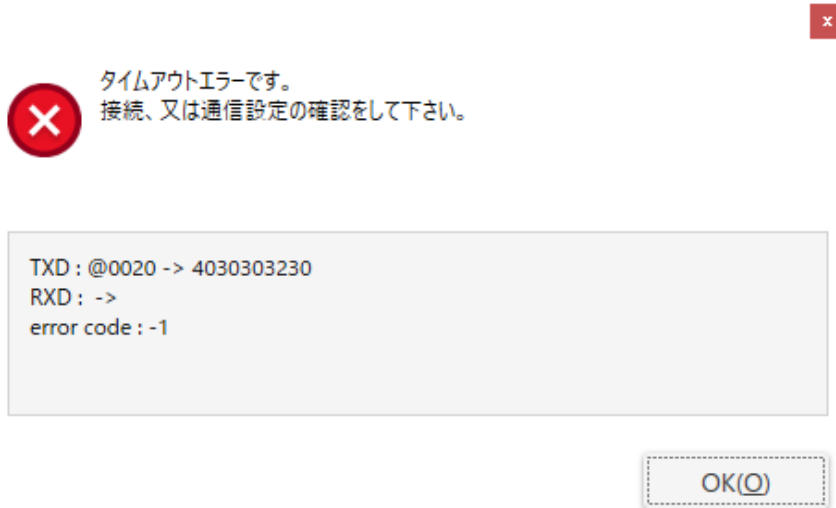 x
タイムアウトエラーです。
接続、又は通信設定の確認をして下さい。
TXD : @0020 -> 4030303230
RXD :  ->
error code : -1
OK(O)